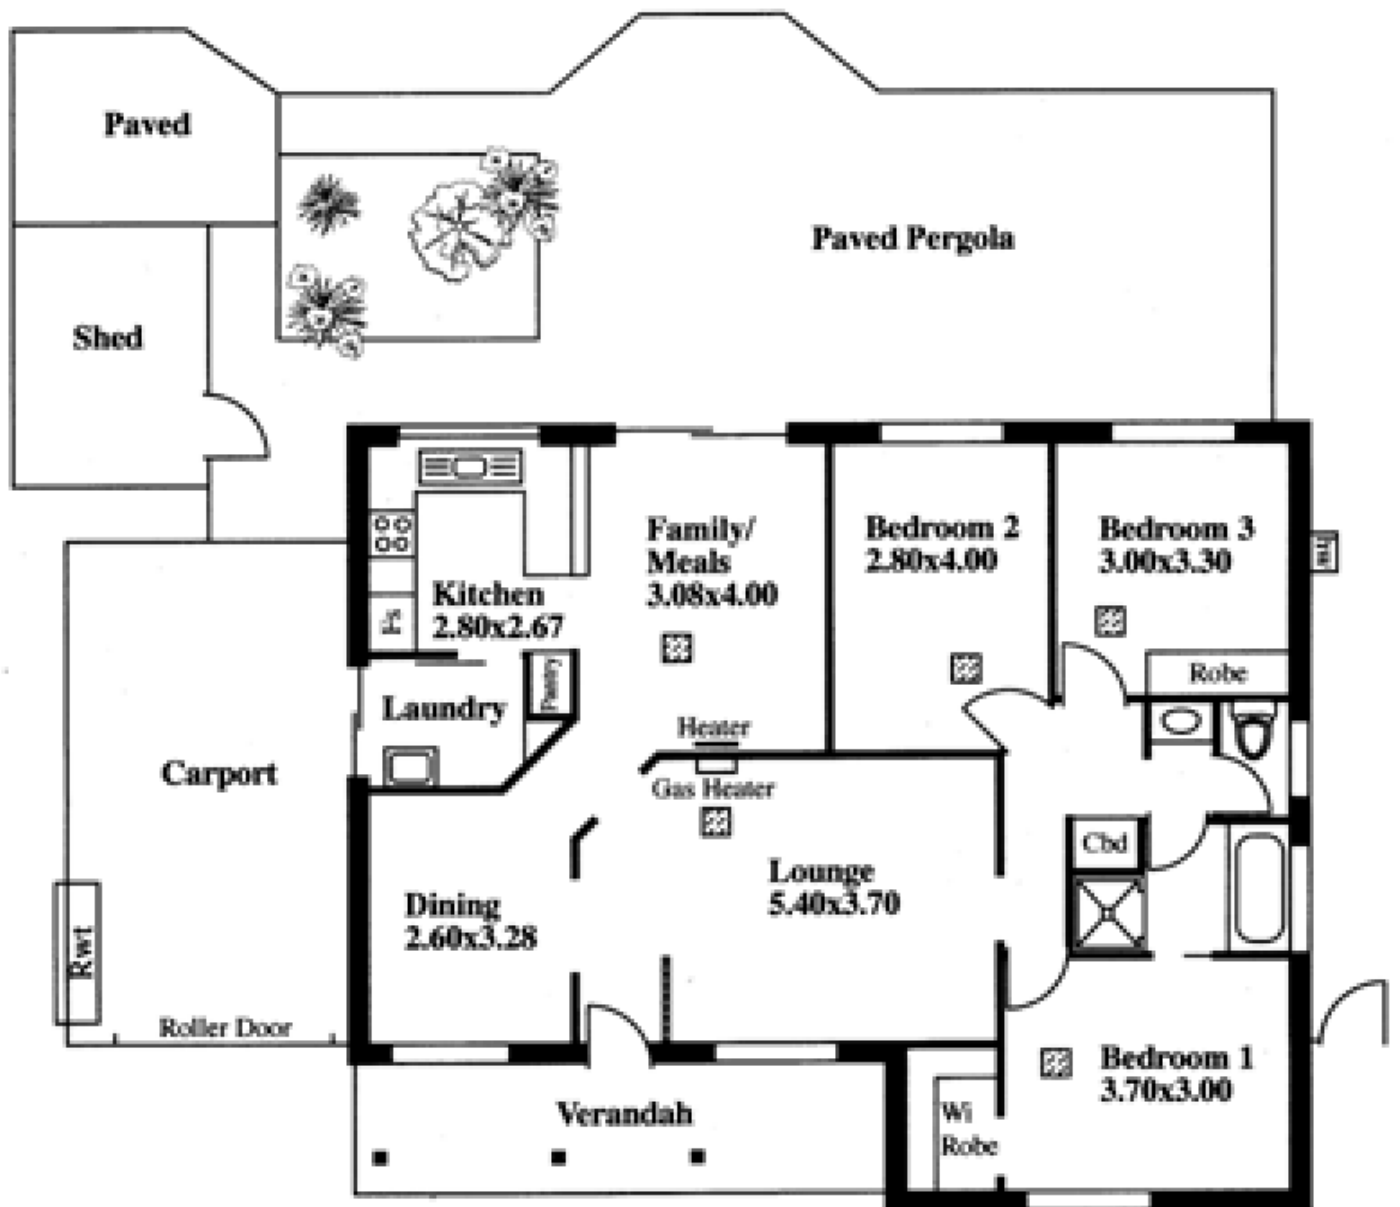 Paved
Paved Pergola
Shed
Family/
Meals
3.08x4.00
Bedroom 2
2.80x4.00
Bedroom 3
3.00x3.30
Kitchen
2.80x2.67
Robe
Pantry
Laundry
Heater
Gas Heater
Carport
Cbd
Lounge
5.40x3.70
Dining
2.60x3.28
Rwt
Roller Door
Bedroom 1
3.70x3.00
Verandah
Wi
Robe